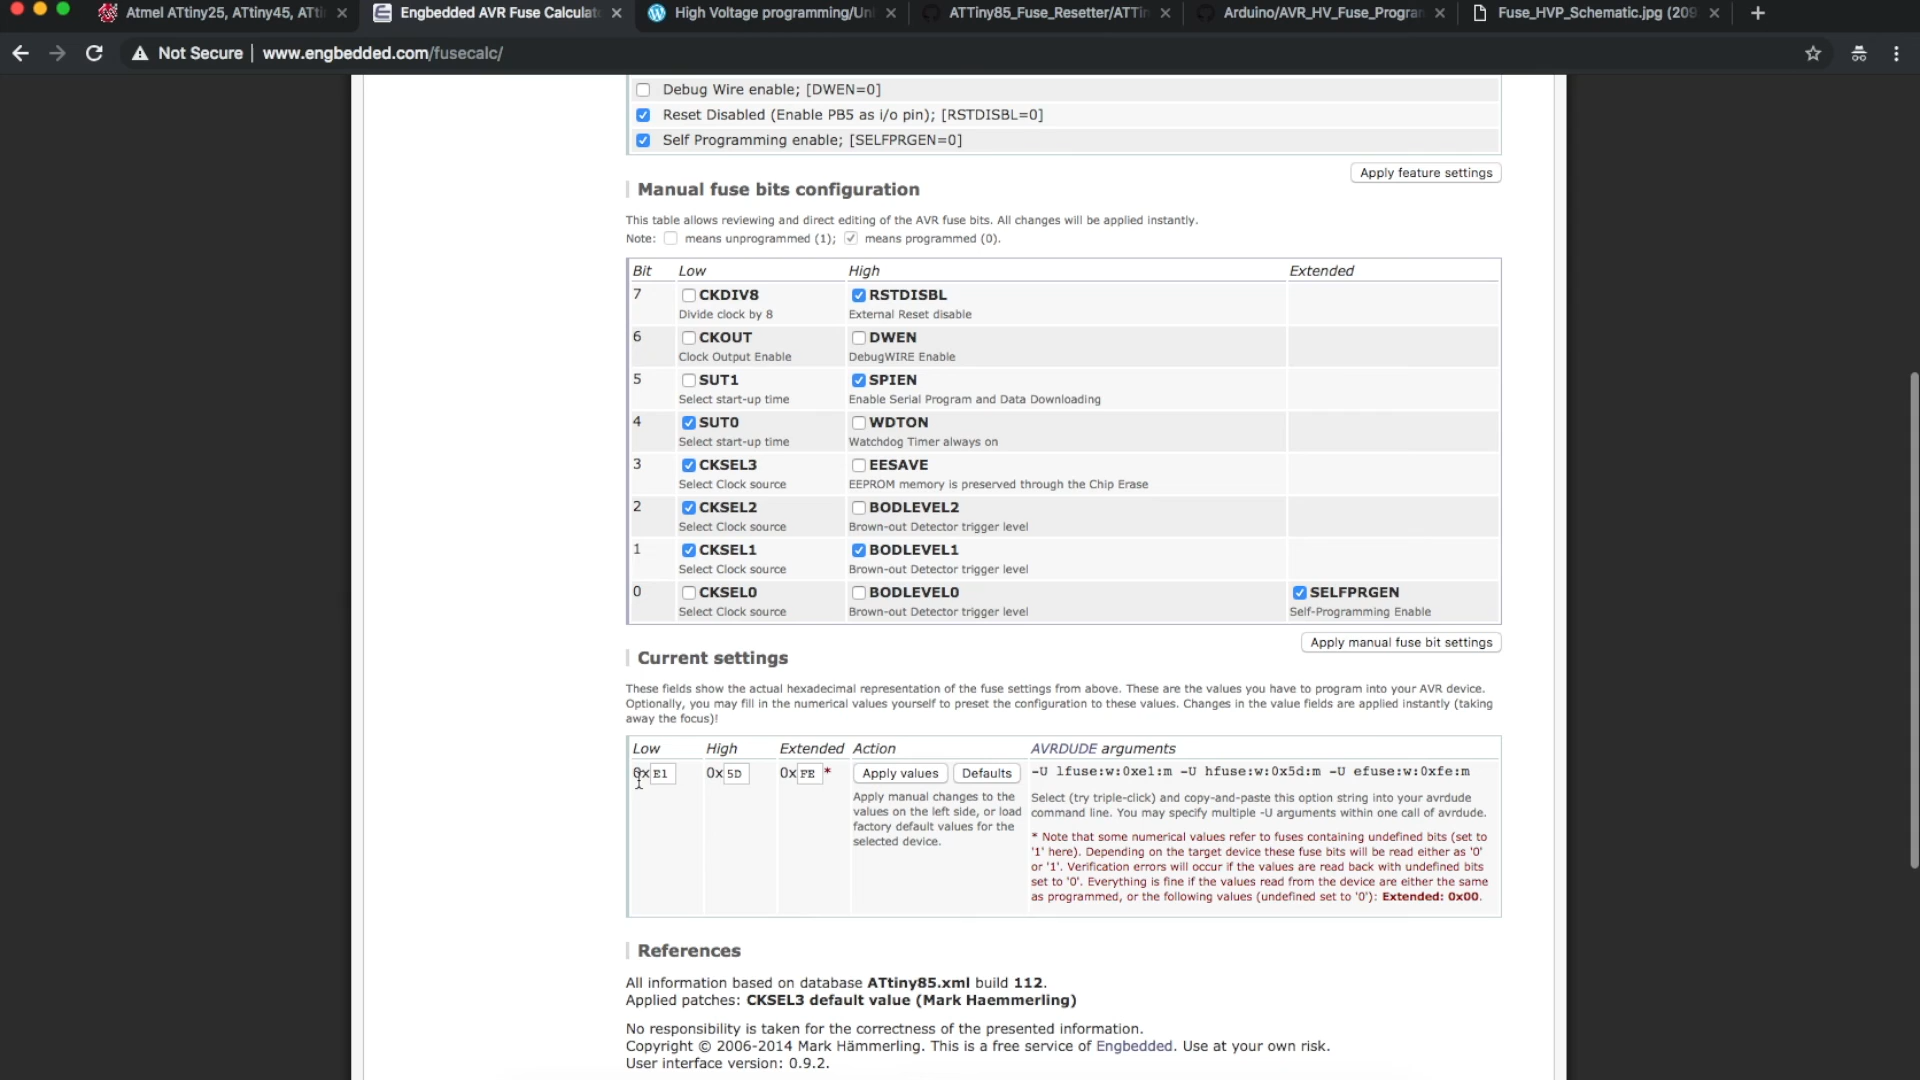 Atmel ATtiny25, ATtiny45, ATti
Engbedded AVR Fuse Calculat
High Voltage programming/Un
ATTiny85_Fuse_Resetter/ATTin
Arduino/AVR_HV_Fuse_Progra
Fuse_HVP_Schematic.jpg (209
Not Secure | www.engbedded.com/fusecalc/
Debug Wire enable; [DWEN=0]
Reset Disabled (Enable PB5 as i/o pin); [RSTDISBL=0]
Self Programming enable; [SELFPRGEN=0]
Apply feature settings
Manual fuse bits configuration
This table allows reviewing and direct editing of the AVR fuse bits. All changes will be applied instantly.
Note: means unprogrammed (1); means programmed (0).
Bit Low High Extended
7 CKDIV8 RSTDISBL
Divide clock by 8 External Reset disable
6 CKOUT DWEN
Clock Output Enable DebugWIRE Enable
5 SUT1 SPIEN
Select start-up time Enable Serial Program and Data Downloading
4 SUT0 WDTON
Select start-up time Watchdog Timer always on
3 CKSEL3 EESAVE
Select Clock source EEPROM memory is preserved through the Chip Erase
2 CKSEL2 BODLEVEL2
Select Clock source Brown-out Detector trigger level
1 CKSEL1 BODLEVEL1
Select Clock source Brown-out Detector trigger level
0 CKSEL0 BODLEVEL0 SELFPRGEN
Select Clock source Brown-out Detector trigger level Self-Programming Enable
Apply manual fuse bit settings
Current settings
These fields show the actual hexadecimal representation of the fuse settings from above. These are the values you have to program into your AVR device.
Optionally, you may fill in the numerical values yourself to preset the configuration to these values. Changes in the value fields are applied instantly (taking
away the focus)!
Low High Extended Action AVRDUDE arguments
0x E1 0x 5D 0x FE * Apply values Defaults -U lfuse:w:0xe1:m -U hfuse:w:0x5d:m -U efuse:w:0xfe:m
Apply manual changes to the
values on the left side, or load
factory default values for the
selected device.
Select (try triple-click) and copy-and-paste this option string into your avrdude
command line. You may specify multiple -U arguments within one call of avrdude.
* Note that some numerical values refer to fuses containing undefined bits (set to
'1' here). Depending on the target device these fuse bits will be read either as '0'
or '1'. Verification errors will occur if the values are read back with undefined bits
set to '0'. Everything is fine if the values read from the device are either the same
as programmed, or the following values (undefined set to '0'): Extended: 0x00.
References
All information based on database ATtiny85.xml build 112.
Applied patches: CKSEL3 default value (Mark Haemmerling)
No responsibility is taken for the correctness of the presented information.
Copyright © 2006-2014 Mark Hämmerling. This is a free service of Engbedded. Use at your own risk.
User interface version: 0.9.2.